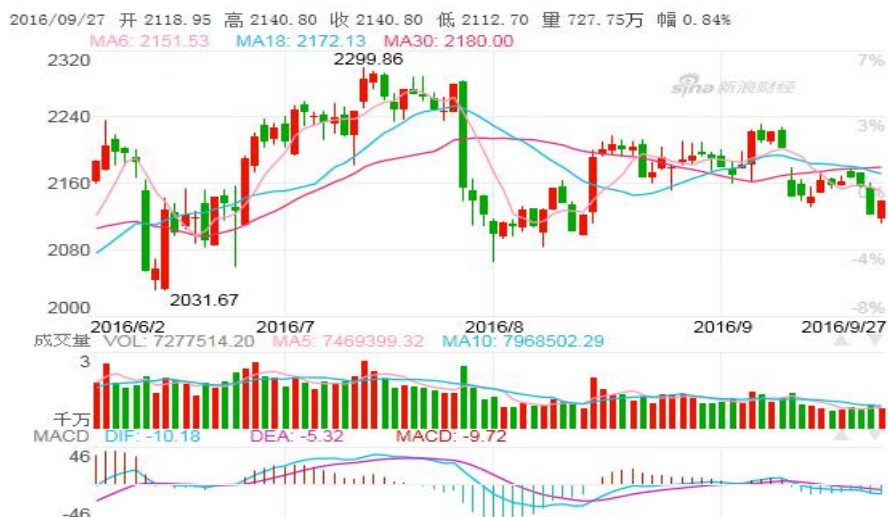 2016/09/27 开 2118.95 高 2140.80 收 2140.80 低 2112.70 量 727.75万 幅 0.84%
MA6: 2151.53 MA18: 2172.13 MA30: 2180.00
2320 2299.86 7%
sina 新浪财经
2240 3%
2160 0%
2080 -4%
2031.67
2000 -8%
2016/6/2 2016/7 2016/8 2016/9 2016/9/27
成交量 VOL: 7277514.20 MA5: 7469399.32 MA10: 7968502.29
3
千万
MACD DIF: -10.18 DEA: -5.32 MACD: -9.72
46
-46